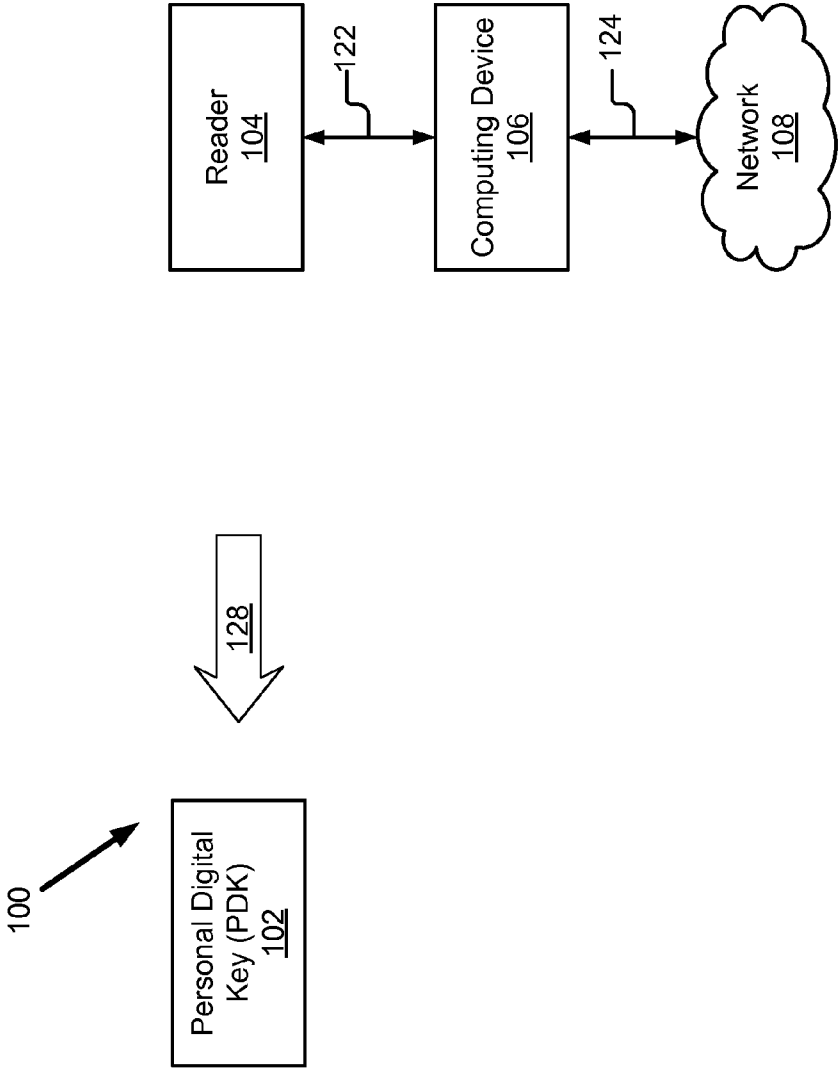 100
Personal Digital
Key (PDK)
102
128
Reader
104
122
Computing Device
106
124
Network
108